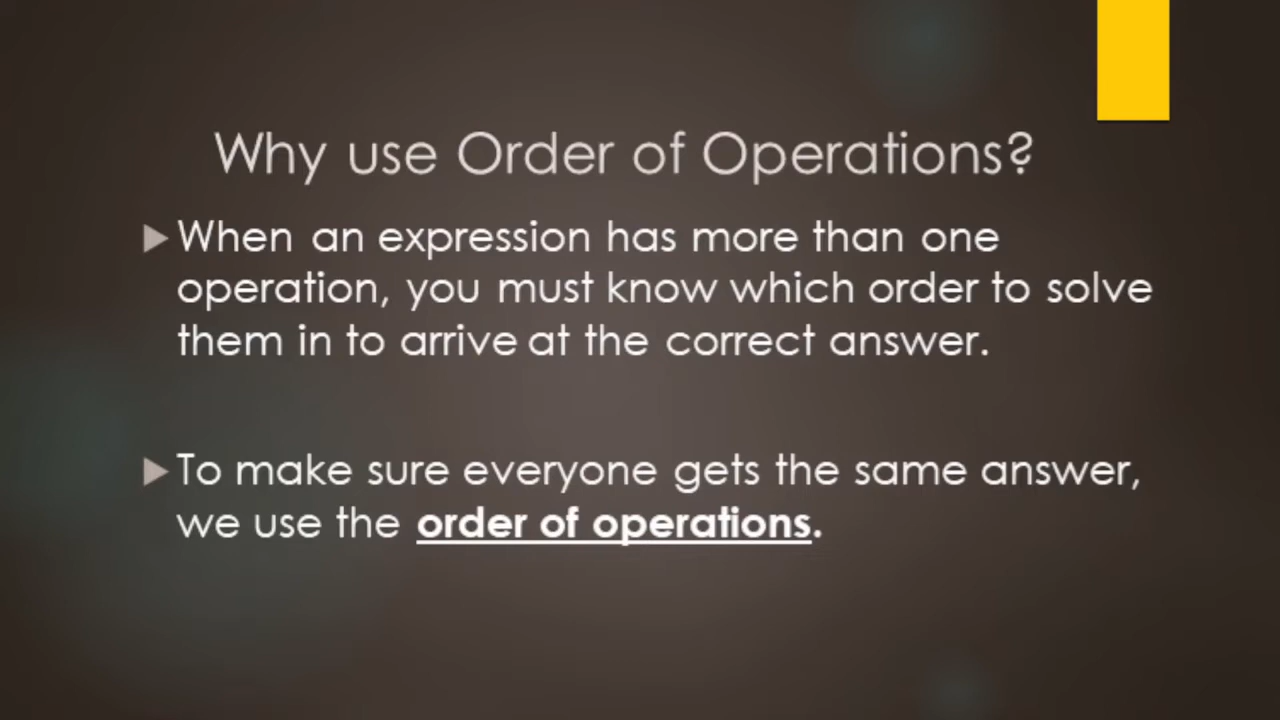 Why use Order of Operations?
When an expression has more than one
operation, you must know which order to solve
them in to arrive at the correct answer.
To make sure everyone gets the same answer,
we use the order of operations.